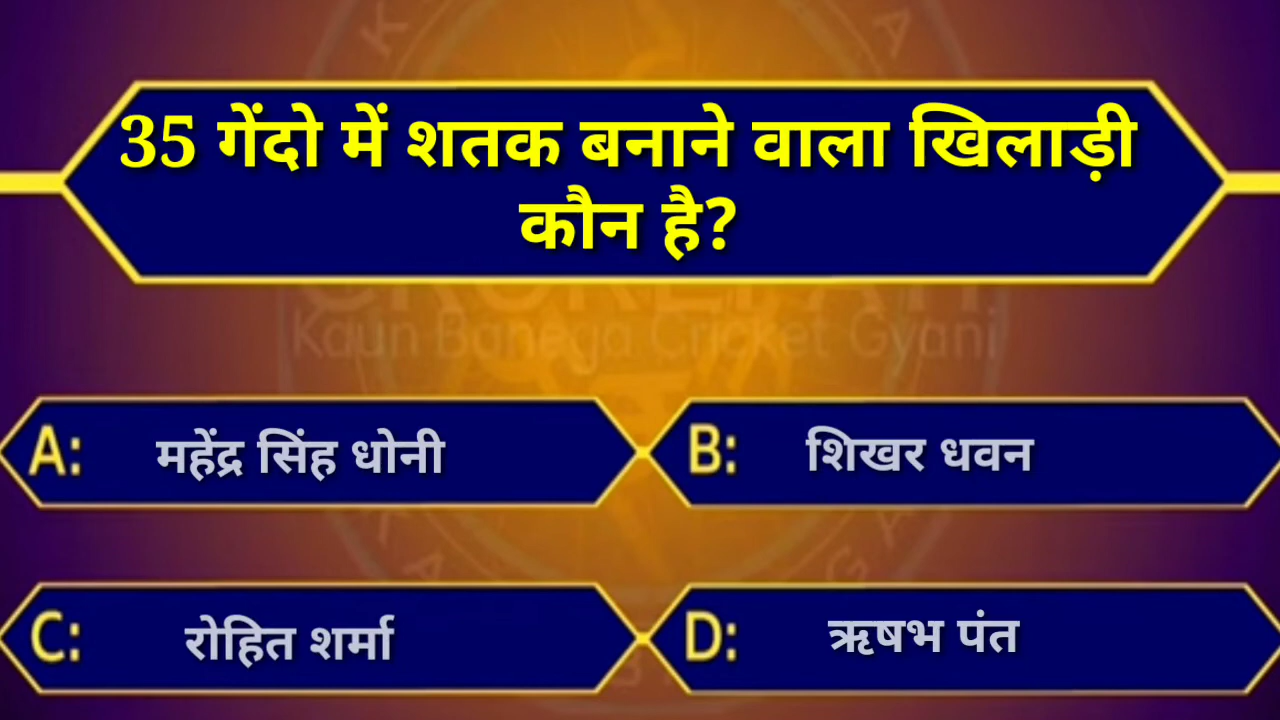 35 गेंदो में शतक बनाने वाला खिलाड़ी
कौन है?
Kaun Banega Cricket Gyani
A: महेंद्र सिंह धोनी
B: शिखर धवन
C: रोहित शर्मा
D: ऋषभ पंत